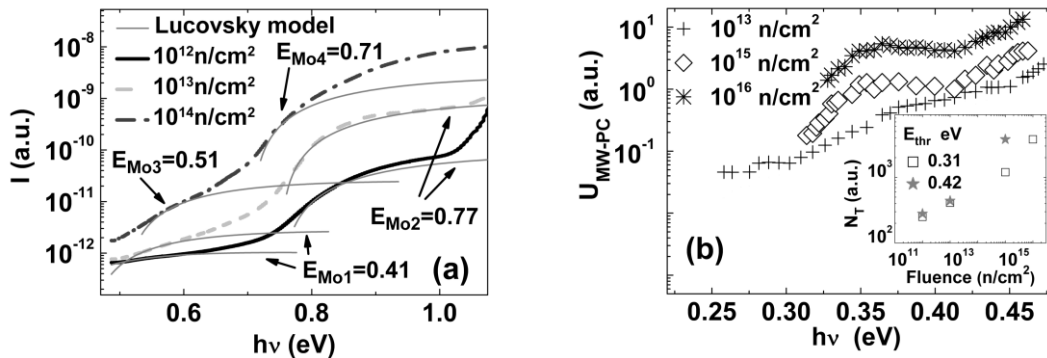 Lucovsky model
10¹²n/cm²
10¹³n/cm²
10¹⁴n/cm²
E_Mo4=0.71
E_Mo3=0.51
E_Mo2=0.77
E_Mo1=0.41
(a)
I (a.u.)
10⁻⁸
10⁻⁹
10⁻¹⁰
10⁻¹¹
10⁻¹²
0.6 0.8 1.0
hν (eV)
U_MW-PC (a.u.)
10²
10¹
10⁰
10⁻¹
10⁻²
10¹³ n/cm²
10¹⁵ n/cm²
10¹⁶ n/cm²
(b)
E_thr eV
0.31
0.42
N_T (a.u.)
10³
10²
10¹¹ 10¹³ 10¹⁵
Fluence (n/cm²)
0.25 0.30 0.35 0.40 0.45
hν (eV)